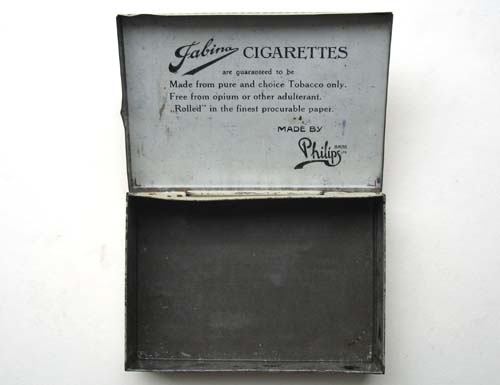 Jabina CIGARETTES
are guaranteed to be
Made from pure and choice Tobacco only.
Free from opium or other adulterant.
„Rolled” in the finest procurable paper.
MADE BY
Philips